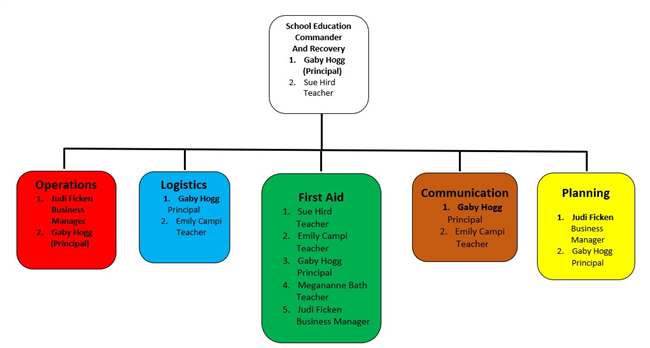 School Education
Commander
And Recovery
1. Gaby Hogg
(Principal)
2. Sue Hird
Teacher
Operations
1. Judi Ficken
Business
Manager
2. Gaby Hogg
(Principal)
Logistics
1. Gaby Hogg
Principal
2. Emily Campi
Teacher
First Aid
1. Sue Hird
Teacher
2. Emily Campi
Teacher
3. Gaby Hogg
Principal
4. Megananne Bath
Teacher
5. Judi Ficken
Business Manager
Communication
1. Gaby Hogg
Principal
2. Emily Campi
Teacher
Planning
1. Judi Ficken
Business
Manager
2. Gaby Hogg
Principal